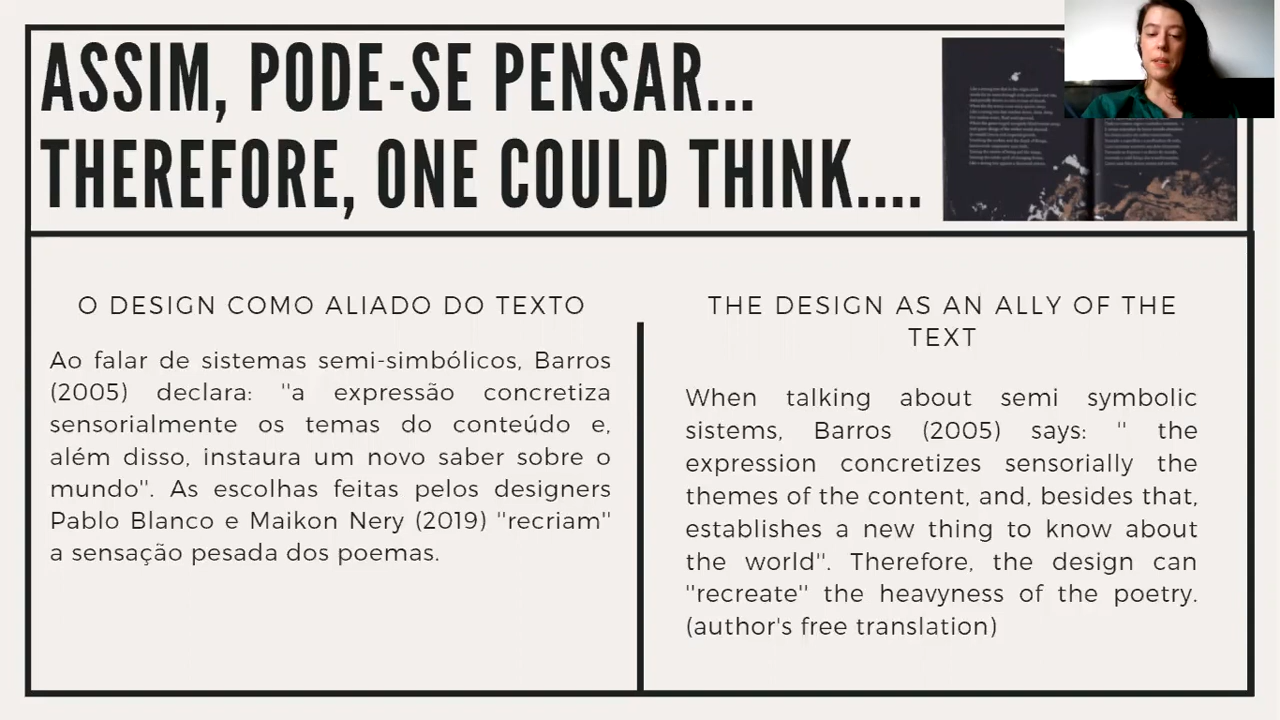 ASSIM, PODE-SE PENSAR...
THEREFORE, ONE COULD THINK....
O DESIGN COMO ALIADO DO TEXTO
Ao falar de sistemas semi-simbólicos, Barros
(2005) declara: "a expressão concretiza
sensorialmente os temas do conteúdo e,
além disso, instaura um novo saber sobre o
mundo". As escolhas feitas pelos designers
Pablo Blanco e Maikon Nery (2019) "recriam"
a sensação pesada dos poemas.
THE DESIGN AS AN ALLY OF THE
TEXT
When talking about semi symbolic
sistems, Barros (2005) says: " the
expression concretizes sensorially the
themes of the content, and, besides that,
establishes a new thing to know about
the world". Therefore, the design can
"recreate" the heavyness of the poetry.
(author's free translation)